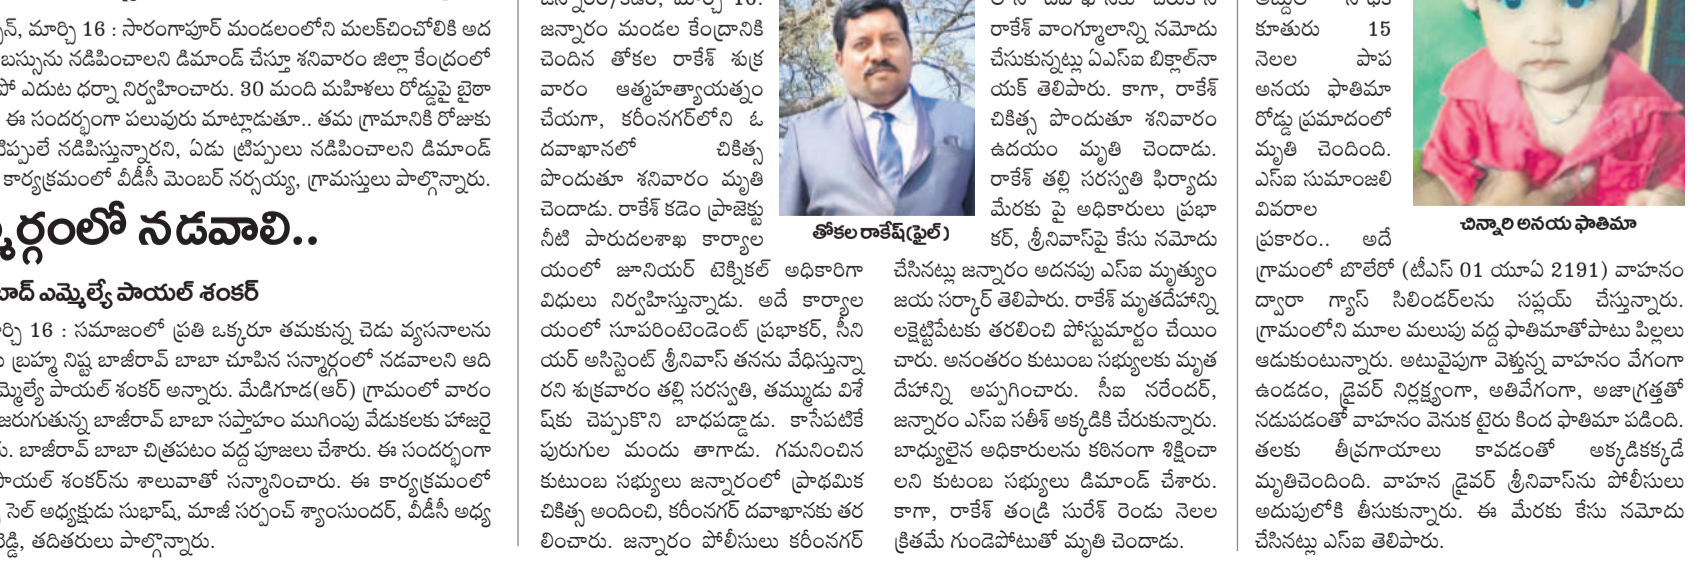 మార్చి 16 : సారంగాపూర్ మండలంలోని మలక్‌చించోలికి అద
బస్సును నడిపించాలని డిమాండ్ చేస్తూ శనివారం జిల్లా కేంద్రంలో
ఎదుట ధర్నా నిర్వహించారు. 30 మంది మహిళలు రోడ్డుపై బైఠా
ఈ సందర్భంగా పలువురు మాట్లాడుతూ.. తమ గ్రామానికి రోజుకు
నడిపిస్తున్నారని, ఏడు ట్రిప్పులు నడిపించాలని డిమాండ్
కార్యక్రమంలో వీడీసీ మెంబర్ నర్సయ్య, గ్రామస్తులు పాల్గొన్నారు.
నడవాలి..
ఎమ్మెల్యే పాయల్ శంకర్
16 : సమాజంలో ప్రతి ఒక్కరూ తమకున్న చెడు వ్యసనాలను
బ్రహ్మ నిష్ట బాజీరావ్ బాబా చూపిన సన్మార్గంలో నడవాలని ఆది
పాయల్ శంకర్ అన్నారు. మేడిగూడ(ఆర్) గ్రామంలో వారం
జరుగుతున్న బాజీరావ్ బాబా సప్తాహం ముగింపు వేడుకలకు హాజరై
బాజీరావ్ బాబా చిత్రపటం వద్ద పూజలు చేశారు. ఈ సందర్భంగా
పాయల్ శంకర్‌ను శాలువాతో సన్మానించారు. ఈ కార్యక్రమంలో
సెల్ అధ్యక్షుడు సుభాష్, మాజీ సర్పంచ్ శ్యాంసుందర్, వీడీసీ అధ్య
తదితరులు పాల్గొన్నారు.
జన్నారం మండల కేంద్రానికి
చెందిన తోకల రాకేశ్ శుక్ర
వారం ఆత్మహత్యాయత్నం
చేయగా, కరీంనగర్‌లోని ఓ
దవాఖానలో చికిత్స
పొందుతూ శనివారం మృతి
చెందాడు. రాకేశ్ కడెం ప్రాజెక్టు
నీటి పారుదలశాఖ కార్యాల
యంలో జూనియర్ టెక్నికల్ అధికారిగా
విధులు నిర్వహిస్తున్నాడు. అదే కార్యాల
యంలో సూపరింటెండెంట్ ప్రభాకర్, సీని
యర్ అసిస్టెంట్ శ్రీనివాస్ తనను వేధిస్తున్నా
రని శుక్రవారం తల్లి సరస్వతి, తమ్ముడు విశే
ష్‌కు చెప్పుకొని బాధపడ్డాడు. కాసేపటికే
పురుగుల మందు తాగాడు. గమనించిన
కుటుంబ సభ్యులు జన్నారంలో ప్రాథమిక
చికిత్స అందించి, కరీంనగర్ దవాఖానకు తర
లించారు. జన్నారం పోలీసులు కరీంనగర్
తోకల రాకేష్(ఫైల్)
రాకేశ్ వాంగ్మూలాన్ని నమోదు
చేసుకున్నట్లు ఏఎస్ఐ బిక్లాల్‌నా
యక్ తెలిపారు. కాగా, రాకేశ్
చికిత్స పొందుతూ శనివారం
ఉదయం మృతి చెందాడు.
రాకేశ్ తల్లి సరస్వతి ఫిర్యాదు
మేరకు పై అధికారులు ప్రభా
కర్, శ్రీనివాస్‌పై కేసు నమోదు
చేసినట్లు జన్నారం అదనపు ఎస్ఐ మృత్యుం
జయ సర్కార్ తెలిపారు. రాకేశ్ మృతదేహాన్ని
లక్షెట్టిపేటకు తరలించి పోస్టుమార్టం చేయిం
చారు. అనంతరం కుటుంబ సభ్యులకు మృత
దేహాన్ని అప్పగించారు. సీఐ నరేందర్,
జన్నారం ఎస్ఐ సతీశ్ అక్కడికి చేరుకున్నారు.
బాధ్యులైన అధికారులను కఠినంగా శిక్షించా
లని కుటంబ సభ్యులు డిమాండ్ చేశారు.
కాగా, రాకేశ్ తండ్రి సురేశ్ రెండు నెలల
క్రితమే గుండెపోటుతో మృతి చెందాడు.
కూతురు 15
నెలల పాప
అనయ ఫాతిమా
రోడ్డు ప్రమాదంలో
మృతి చెందింది.
ఎస్ఐ సుమాంజలి
వివరాల
ప్రకారం.. అదే
గ్రామంలో బొలేరో (టీఎస్ 01 యూఏ 2191) వాహనం
ద్వారా గ్యాస్ సిలిండర్‌లను సప్లయ్ చేస్తున్నారు.
గ్రామంలోని మూల మలుపు వద్ద ఫాతిమాతోపాటు పిల్లలు
ఆడుకుంటున్నారు. అటువైపుగా వెళ్తున్న వాహనం వేగంగా
ఉండడం, డ్రైవర్ నిర్లక్ష్యంగా, అతివేగంగా, అజాగ్రత్తతో
నడుపడంతో వాహనం వెనుక టైరు కింద ఫాతిమా పడింది.
తలకు తీవ్రగాయాలు కావడంతో అక్కడికక్కడే
మృతిచెందింది. వాహన డ్రైవర్ శ్రీనివాస్‌ను పోలీసులు
అదుపులోకి తీసుకున్నారు. ఈ మేరకు కేసు నమోదు
చేసినట్లు ఎస్ఐ తెలిపారు.
చిన్నారి అనయ ఫాతిమా